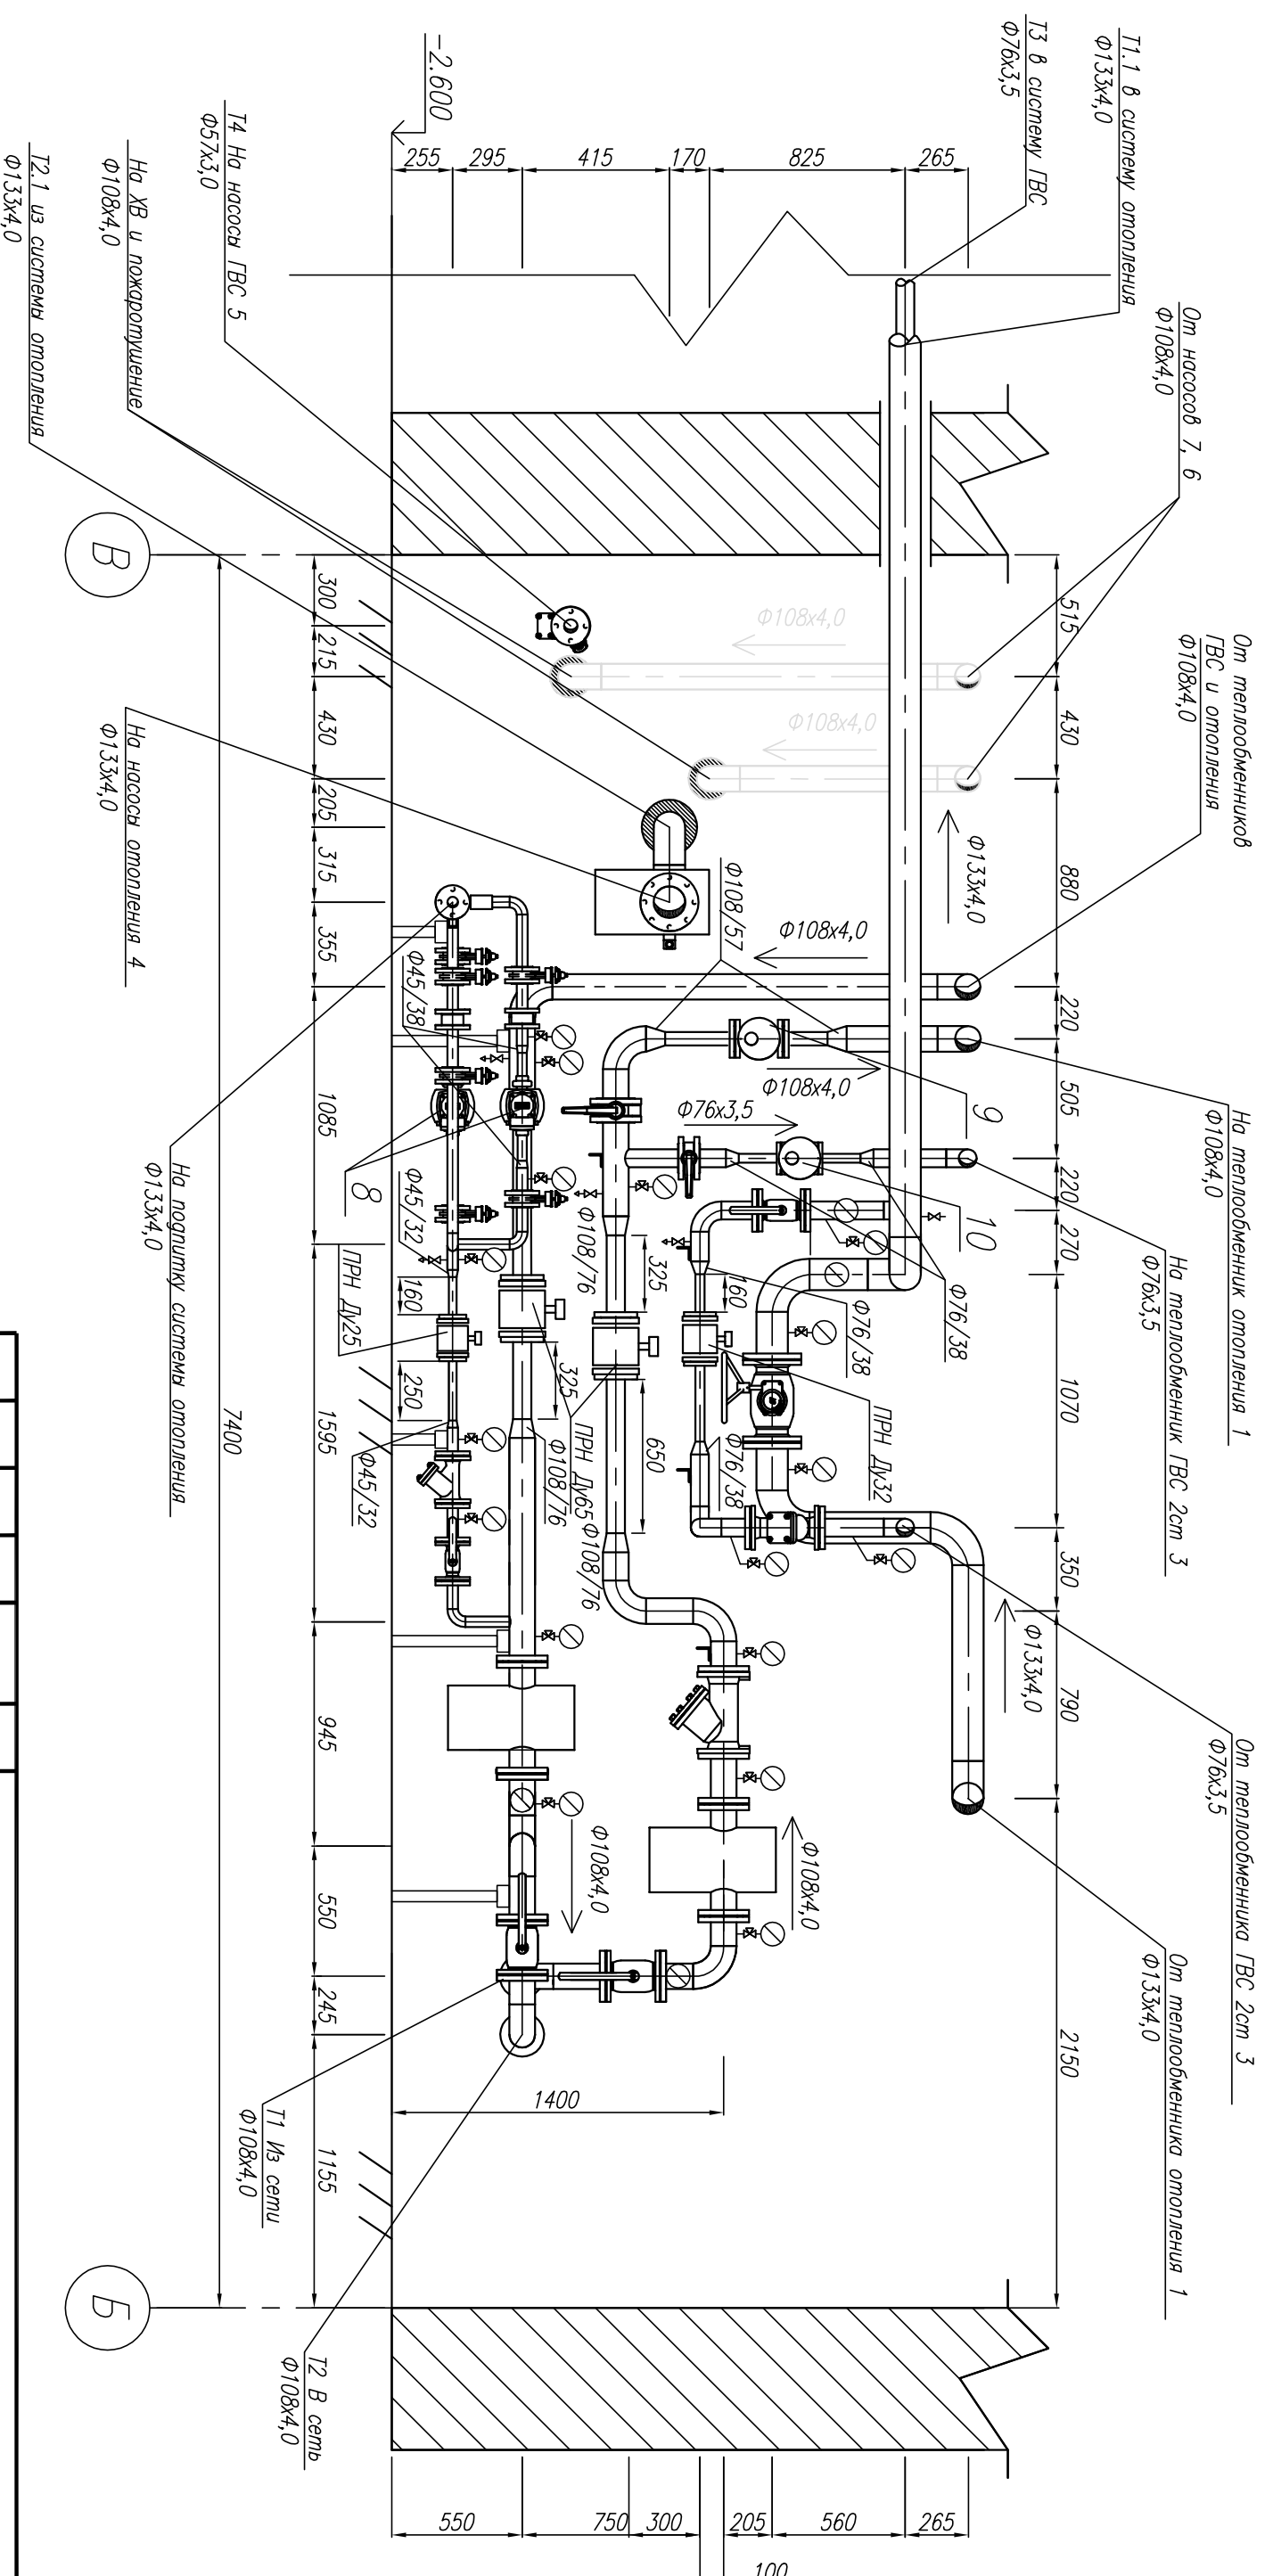 Т1.1 в систему отопления
Ф133х4,0
Т3 в систему ГВС
Ф76х3,5
От насосов 7, 6
Ф108х4,0
От теплообменников
ГВС и отопления
Ф108х4,0
На теплообменник отопления 1
Ф108х4,0
На теплообменник ГВС 2ст 3
Ф76х3,5
От теплообменника ГВС 2ст 3
Ф76х3,5
От теплообменника отопления 1
Ф133х4,0
515
430
880
220
505
220
270
1070
350
790
2150
-2.600
255
295
415
170
825
265
Ф108х4,0
Ф108х4,0
Ф133х4,0
Ф108х4,0
Ф108/57
Ф108х4,0
9
Ф76х3,5
10
Ф76/38
Ф76/38
160
ПРН Ду32
Ф76/38
Ф133х4,0
Ф108/76
325
650
Ф108/76
Ф45/38
8
Ф45/32
ПРН Ду25
160
250
Ф45/32
325
ПРН Ду65
Ф108/76
Ф108х4,0
Ф108х4,0
1400
300
215
430
205
315
355
1085
1595
945
550
245
1155
7400
Т4 На насосы ГВС 5
Ф57х3,0
На ХВ и пожаротушение
Ф108х4,0
Т2.1 из системы отопления
Ф133х4,0
На насосы отопления 4
Ф133х4,0
На подпитку системы отопления
Ф133х4,0
Т1 Из сети
Ф108х4,0
Т2 В сеть
Ф108х4,0
В
Б
550
750
300
100
205
560
265